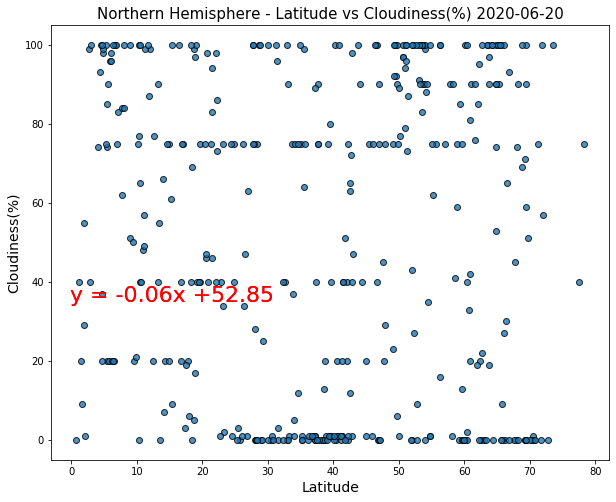 Northern Hemisphere - Latitude vs Cloudiness(%) 2020-06-20
100
80
60
40
20
0
Cloudiness(%)
y = -0.06x +52.85
0 10 20 30 40 50 60 70 80
Latitude